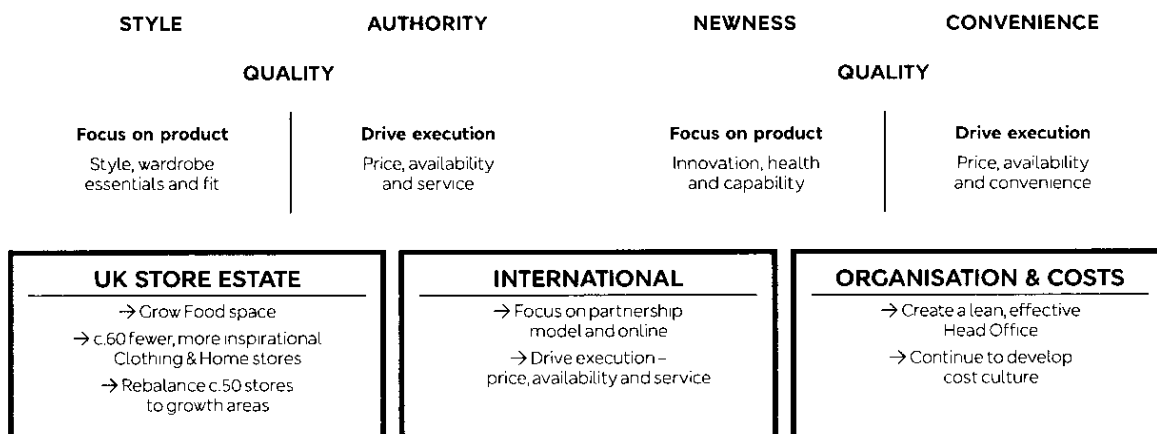 STYLE AUTHORITY
QUALITY
Focus on product
Style, wardrobe
essentials and fit
Drive execution
Price, availability
and service
NEWNESS CONVENIENCE
QUALITY
Focus on product
Innovation, health
and capability
Drive execution
Price, availability
and convenience
UK STORE ESTATE
→ Grow Food space
→ c.60 fewer, more inspirational
Clothing & Home stores
→ Rebalance c.50 stores
to growth areas
INTERNATIONAL
→ Focus on partnership
model and online
→ Drive execution –
price, availability and service
ORGANISATION & COSTS
→ Create a lean, effective
Head Office
→ Continue to develop
cost culture